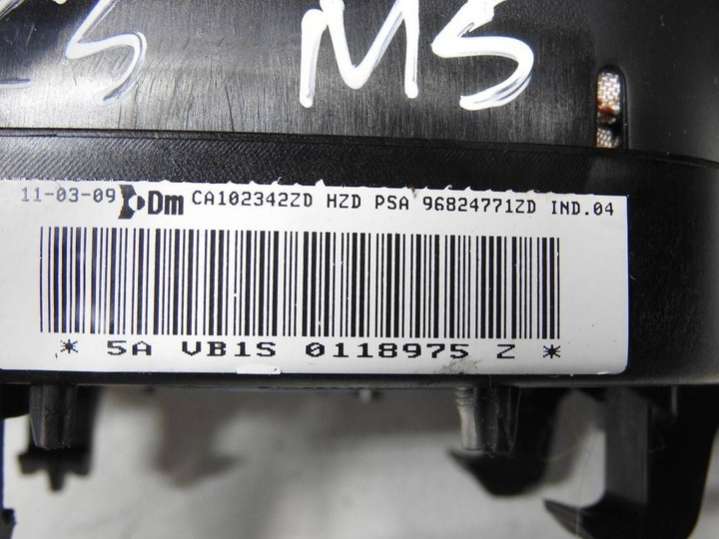 M5
11-03-09 Dm CA102342ZD HZD PSA 96824771ZD IND.04
* 5A VB1S 0118975 Z *